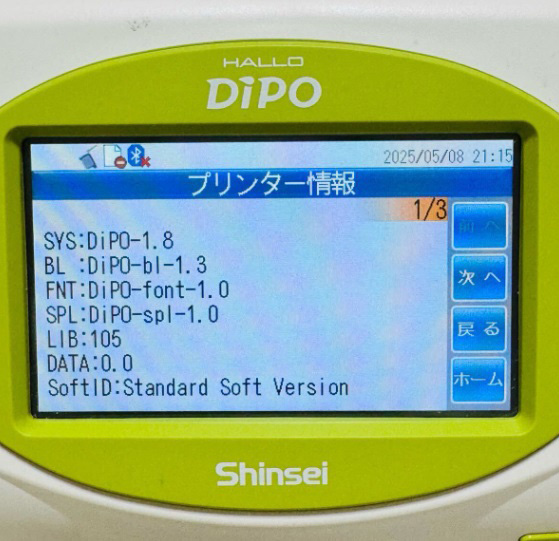 HALLO
DiPO
2025/05/08 21:15
プリンター情報
1/3
前へ
SYS:DiPO-1.8
BL :DiPO-bl-1.3
次へ
FNT:DiPO-font-1.0
SPL:DiPO-spl-1.0
戻る
LIB:105
DATA:0.0
SoftID:Standard Soft Version
ホーム
Shinsei